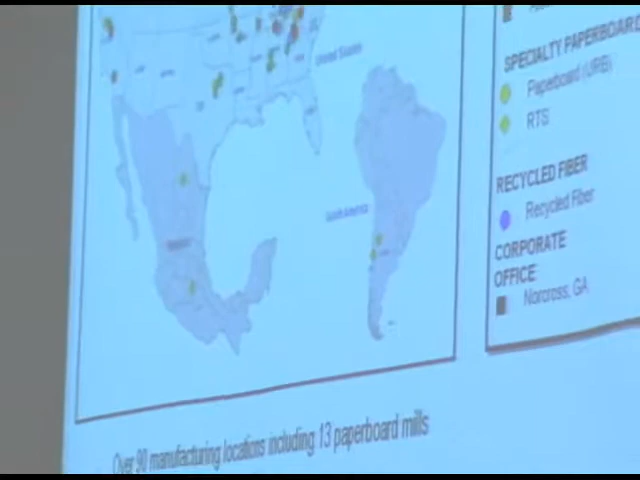 United States
South America
SPECIALTY PAPERBOARD
Paperboard (URB)
RTS
RECYCLED FIBER
Recycled Fiber
CORPORATE
OFFICE
Norcross, GA
Over 90 manufacturing locations including 13 paperboard mills